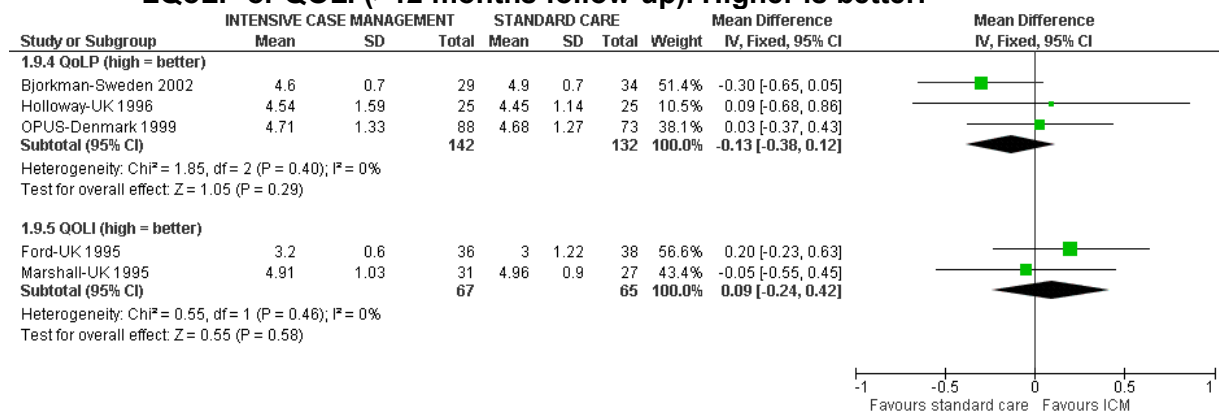 INTENSIVE CASE MANAGEMENT STANDARD CARE Mean Difference Mean Difference
Study or Subgroup Mean SD Total Mean SD Total Weight IV, Fixed, 95% CI IV, Fixed, 95% CI
1.9.4 QoLP (high = better)
Bjorkman-Sweden 2002 4.6 0.7 29 4.9 0.7 34 51.4% -0.30 [-0.65, 0.05]
Holloway-UK 1996 4.54 1.59 25 4.45 1.14 25 10.5% 0.09 [-0.68, 0.86]
OPUS-Denmark 1999 4.71 1.33 88 4.68 1.27 73 38.1% 0.03 [-0.37, 0.43]
Subtotal (95% CI) 142 132 100.0% -0.13 [-0.38, 0.12]
Heterogeneity: Chi² = 1.85, df = 2 (P = 0.40); I² = 0%
Test for overall effect: Z = 1.05 (P = 0.29)
1.9.5 QOLI (high = better)
Ford-UK 1995 3.2 0.6 36 3 1.22 38 56.6% 0.20 [-0.23, 0.63]
Marshall-UK 1995 4.91 1.03 31 4.96 0.9 27 43.4% -0.05 [-0.55, 0.45]
Subtotal (95% CI) 67 65 100.0% 0.09 [-0.24, 0.42]
Heterogeneity: Chi² = 0.55, df = 1 (P = 0.46); I² = 0%
Test for overall effect: Z = 0.55 (P = 0.58)
-1 -0.5 0 0.5 1
Favours standard care Favours ICM